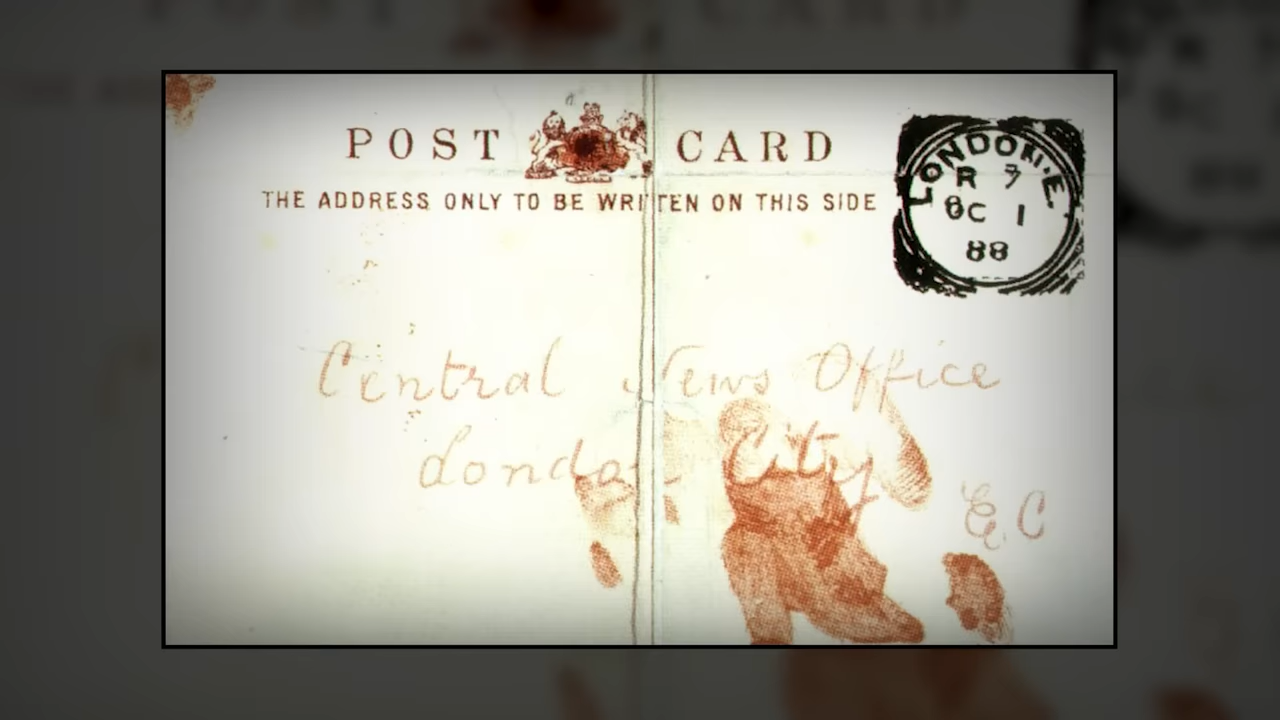 POST CARD
THE ADDRESS ONLY TO BE WRITTEN ON THIS SIDE
LONDON.E.
R 7
OC 1
88
Central News Office
London City
E.C